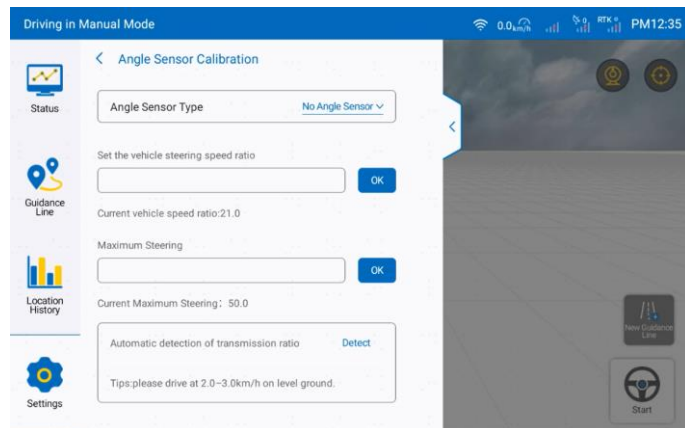 Driving in Manual Mode
0.0km/h
0
RTK
PM12:35
Angle Sensor Calibration
Status
Angle Sensor Type
No Angle Sensor
Set the vehicle steering speed ratio
OK
Guidance
Line
Current vehicle speed ratio:21.0
Maximum Steering
OK
Location
History
Current Maximum Steering: 50.0
New Guidance
Line
Automatic detection of transmission ratio
Detect
Tips:please drive at 2.0–3.0km/h on level ground.
Settings
Start